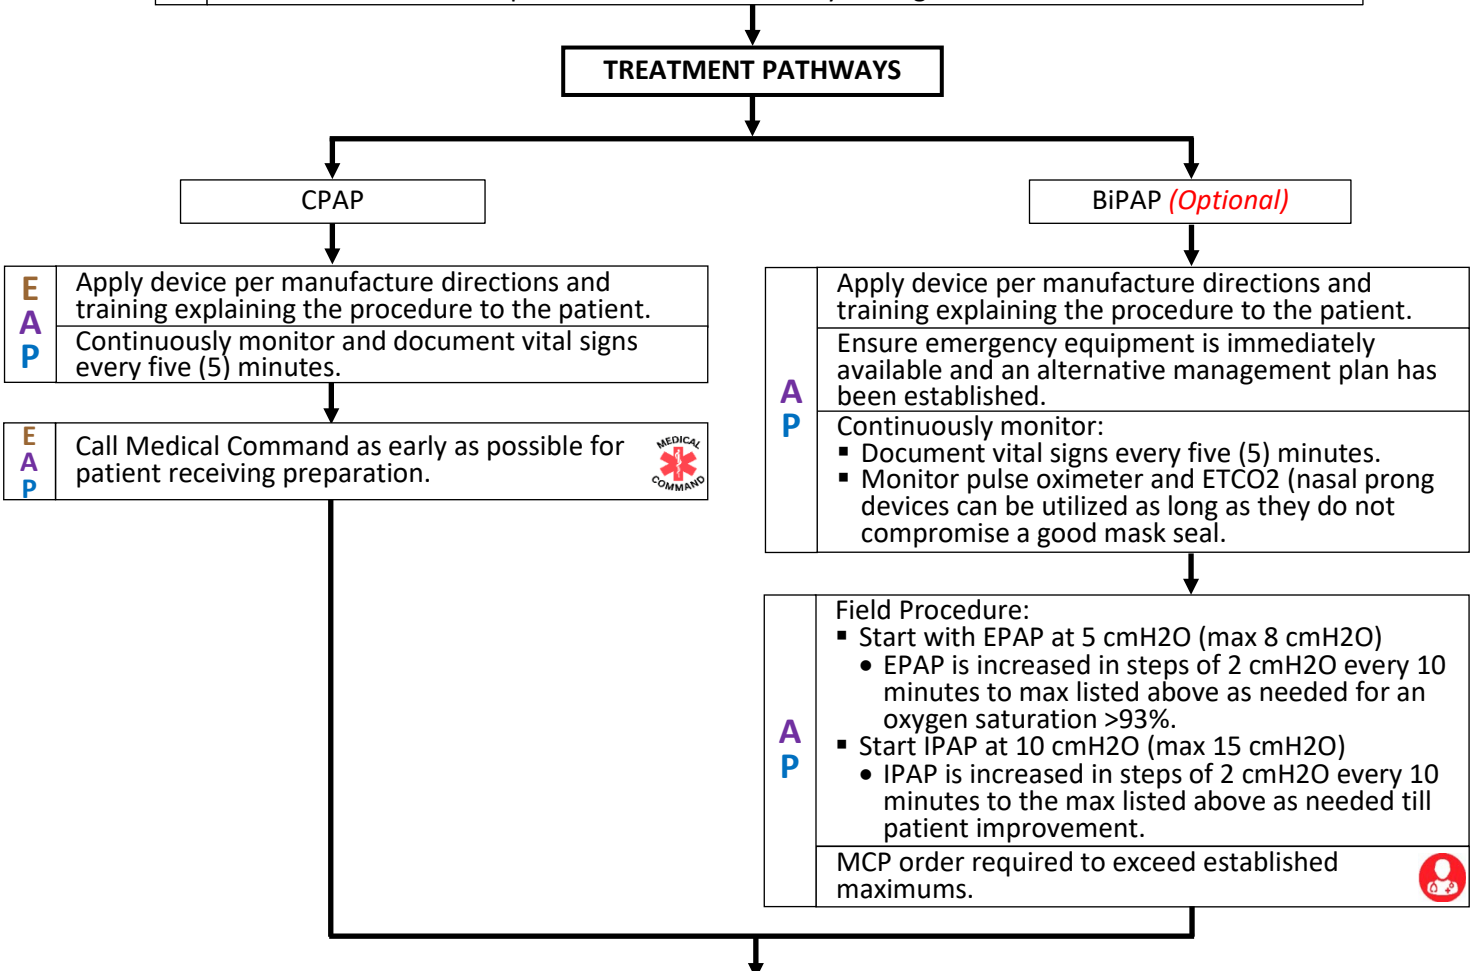 TREATMENT PATHWAYS
CPAP
E
A
P
Apply device per manufacture directions and
training explaining the procedure to the patient.
Continuously monitor and document vital signs
every five (5) minutes.
E
A
P
Call Medical Command as early as possible for
patient receiving preparation.
MEDICAL
COMMAND
BiPAP (Optional)
A
P
Apply device per manufacture directions and
training explaining the procedure to the patient.
Ensure emergency equipment is immediately
available and an alternative management plan has
been established.
Continuously monitor:
▪ Document vital signs every five (5) minutes.
▪ Monitor pulse oximeter and ETCO2 (nasal prong
devices can be utilized as long as they do not
compromise a good mask seal.
A
P
Field Procedure:
▪ Start with EPAP at 5 cmH2O (max 8 cmH2O)
• EPAP is increased in steps of 2 cmH2O every 10
minutes to max listed above as needed for an
oxygen saturation >93%.
▪ Start IPAP at 10 cmH2O (max 15 cmH2O)
• IPAP is increased in steps of 2 cmH2O every 10
minutes to the max listed above as needed till
patient improvement.
MCP order required to exceed established
maximums.